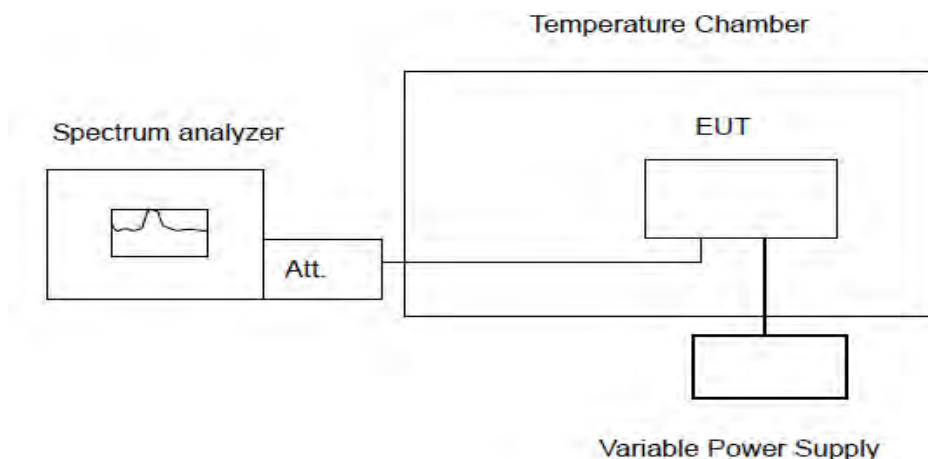 Temperature Chamber
Spectrum analyzer
EUT
Att.
Variable Power Supply